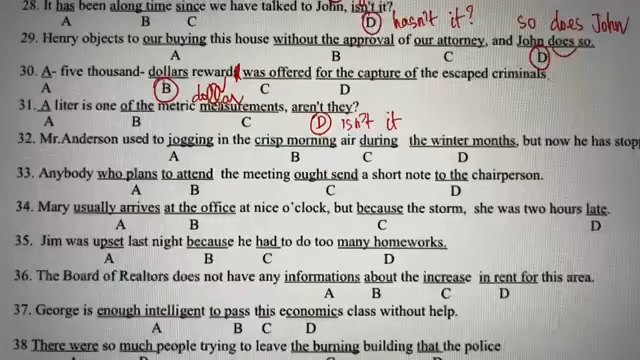 28. It has been along time since we have talked to John, isn't it?
A B C D hasn't it? so does John
29. Henry objects to our buying this house without the approval of our attorney, and John does so.
A B C D
30. A- five thousand- dollars reward was offered for the capture of the escaped criminals
A B dollar C D
31. A liter is one of the metric measurements, aren't they?
A B C D isn't it
32. Mr.Anderson used to jogging in the crisp morning air during the winter months, but now he has stop
A B C D
33. Anybody who plans to attend the meeting ought send a short note to the chairperson.
A B C D
34. Mary usually arrives at the office at nice o'clock, but because the storm, she was two hours late.
A B C D
35. Jim was upset last night because he had to do too many homeworks.
A B C D
36. The Board of Realtors does not have any informations about the increase in rent for this area.
A B C D
37. George is enough intelligent to pass this economics class without help.
A B C D
38 There were so much people trying to leave the burning building that the police